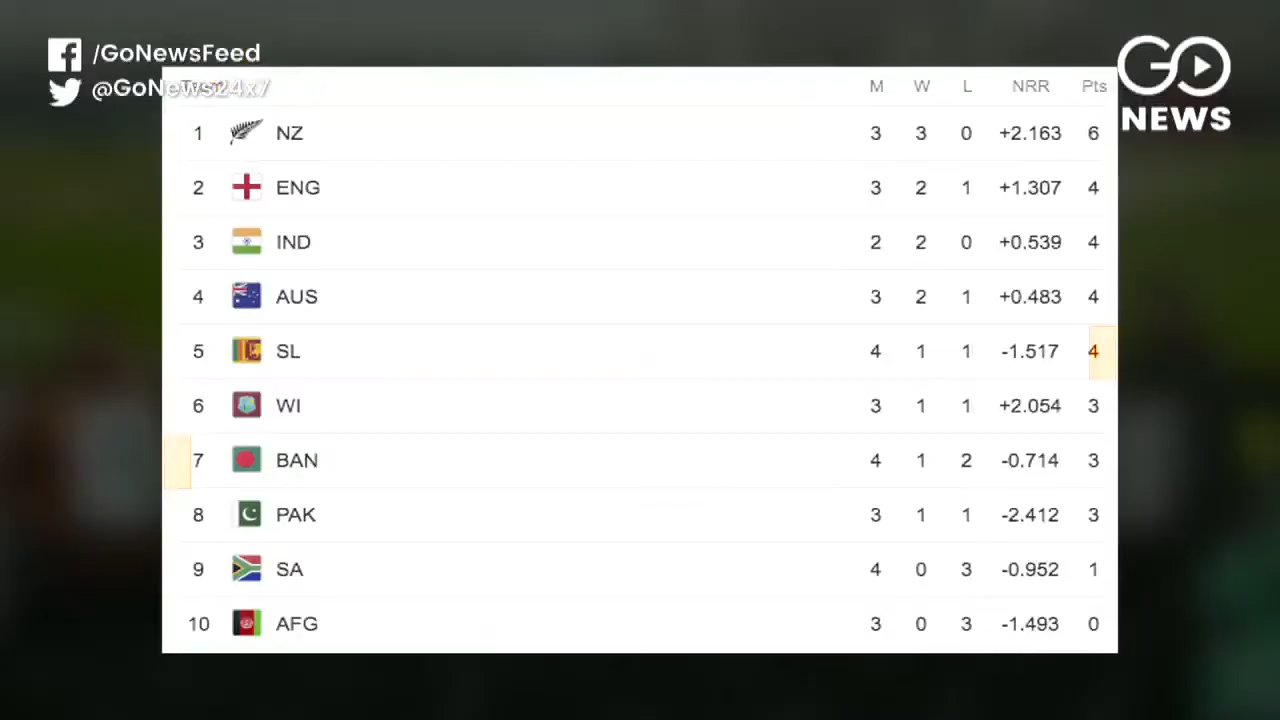 /GoNewsFeed
@GoNews24x7
GO
NEWS
M W L NRR Pts
1 NZ 3 3 0 +2.163 6
2 ENG 3 2 1 +1.307 4
3 IND 2 2 0 +0.539 4
4 AUS 3 2 1 +0.483 4
5 SL 4 1 1 -1.517 4
6 WI 3 1 1 +2.054 3
7 BAN 4 1 2 -0.714 3
8 PAK 3 1 1 -2.412 3
9 SA 4 0 3 -0.952 1
10 AFG 3 0 3 -1.493 0